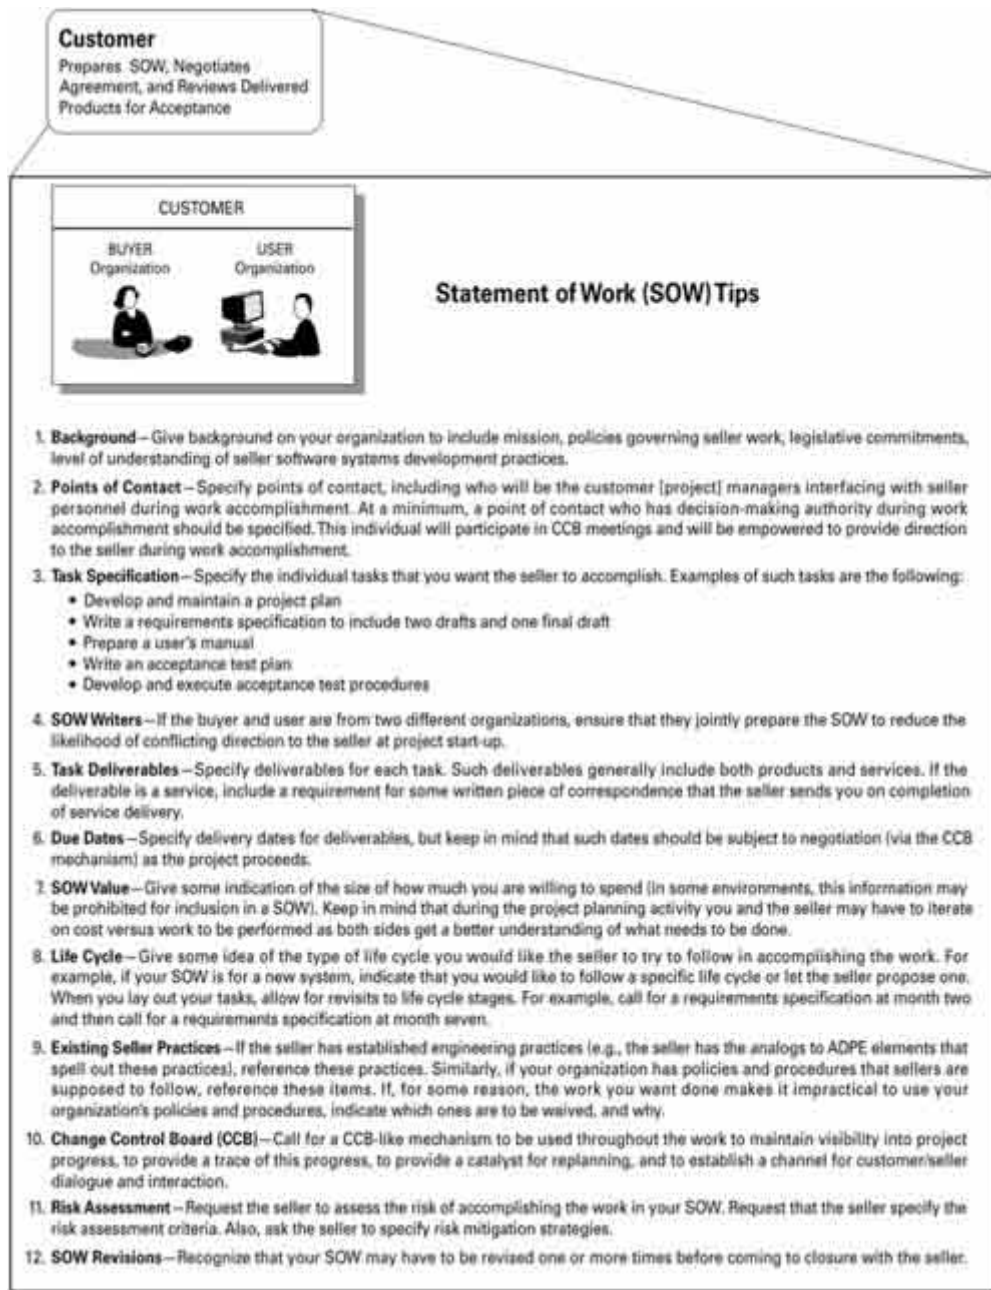 Customer
Prepares SOW, Negotiates
Agreement, and Reviews Delivered
Products for Acceptance
CUSTOMER
BUYER
Organization
USER
Organization
Statement of Work (SOW) Tips
1. Background – Give background on your organization to include mission, policies governing seller work, legislative commitments,
level of understanding of seller software systems development practices.
2. Points of Contact – Specify points of contact, including who will be the customer [project] managers interfacing with seller
personnel during work accomplishment. At a minimum, a point of contact who has decision-making authority during work
accomplishment should be specified. This individual will participate in CCB meetings and will be empowered to provide direction
to the seller during work accomplishment.
3. Task Specification – Specify the individual tasks that you want the seller to accomplish. Examples of such tasks are the following:
• Develop and maintain a project plan
• Write a requirements specification to include two drafts and one final draft
• Prepare a user's manual
• Write an acceptance test plan
• Develop and execute acceptance test procedures
4. SOW Writers – If the buyer and user are from two different organizations, ensure that they jointly prepare the SOW to reduce the
likelihood of conflicting direction to the seller at project start-up.
5. Task Deliverables – Specify deliverables for each task. Such deliverables generally include both products and services. If the
deliverable is a service, include a requirement for some written piece of correspondence that the seller sends you on completion
of service delivery.
6. Due Dates – Specify delivery dates for deliverables, but keep in mind that such dates should be subject to negotiation (via the CCB
mechanism) as the project proceeds.
7. SOW Value – Give some indication of the size of how much you are willing to spend (in some environments, this information may
be prohibited for inclusion in a SOW). Keep in mind that during the project planning activity you and the seller may have to iterate
on cost versus work to be performed as both sides get a better understanding of what needs to be done.
8. Life Cycle – Give some idea of the type of life cycle you would like the seller to try to follow in accomplishing the work. For
example, if your SOW is for a new system, indicate that you would like to follow a specific life cycle or let the seller propose one.
When you lay out your tasks, allow for revisits to life cycle stages. For example, call for a requirements specification at month two
and then call for a requirements specification at month seven.
9. Existing Seller Practices – If the seller has established engineering practices (e.g., the seller has the analogs to ADPE elements that
spell out these practices), reference these practices. Similarly, if your organization has policies and procedures that sellers are
supposed to follow, reference these items. If, for some reason, the work you want done makes it impractical to use your
organization's policies and procedures, indicate which ones are to be waived, and why.
10. Change Control Board (CCB) – Call for a CCB-like mechanism to be used throughout the work to maintain visibility into project
progress, to provide a trace of this progress, to provide a catalyst for replanning, and to establish a channel for customer/seller
dialogue and interaction.
11. Risk Assessment – Request the seller to assess the risk of accomplishing the work in your SOW. Request that the seller specify the
risk assessment criteria. Also, ask the seller to specify risk mitigation strategies.
12. SOW Revisions – Recognize that your SOW may have to be revised one or more times before coming to closure with the seller.